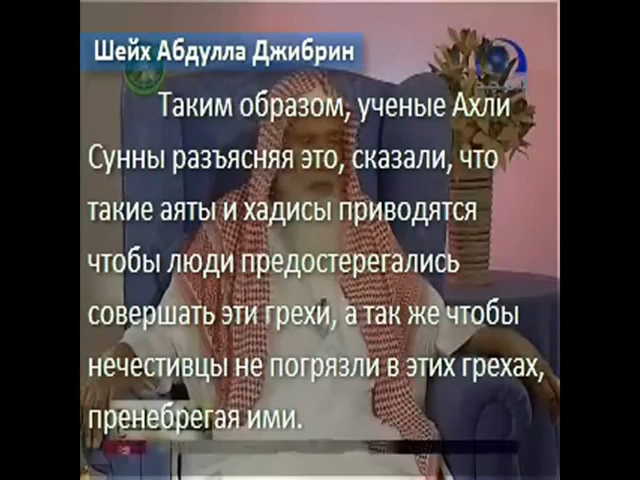 Шейх Абдулла Джибрин
Таким образом, ученые Ахли
Сунны разъясняя это, сказали, что
такие аяты и хадисы приводятся
чтобы люди предостерегались
совершать эти грехи, а так же чтобы
нечестивцы не погрязли в этих грехах,
пренебрегая ими.